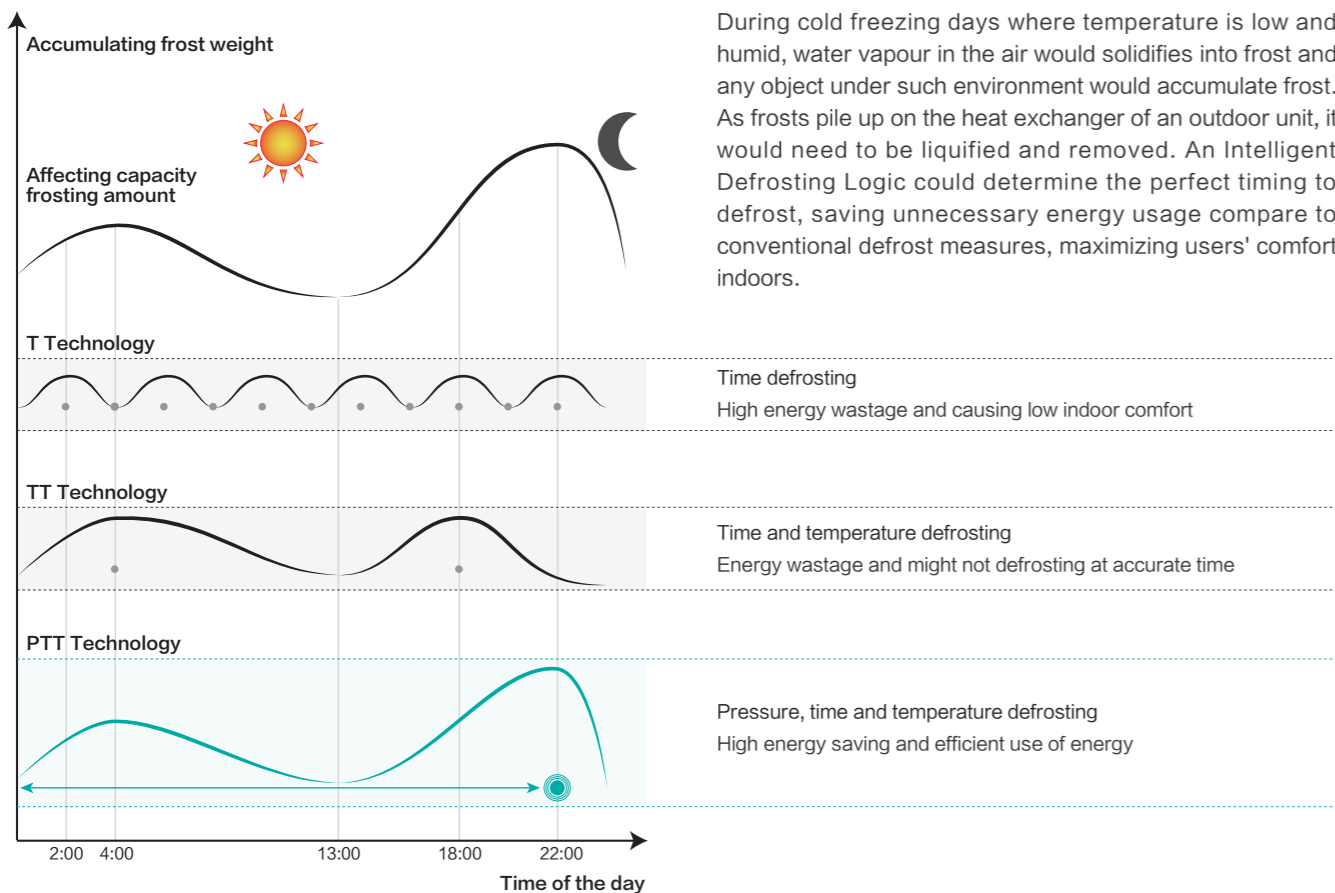 Accumulating frost weight
Affecting capacity
frosting amount
During cold freezing days where temperature is low and
humid, water vapour in the air would solidifies into frost and
any object under such environment would accumulate frost.
As frosts pile up on the heat exchanger of an outdoor unit, it
would need to be liquified and removed. An Intelligent
Defrosting Logic could determine the perfect timing to
defrost, saving unnecessary energy usage compare to
conventional defrost measures, maximizing users' comfort
indoors.
T Technology
Time defrosting
High energy wastage and causing low indoor comfort
TT Technology
Time and temperature defrosting
Energy wastage and might not defrosting at accurate time
PTT Technology
Pressure, time and temperature defrosting
High energy saving and efficient use of energy
2:00 4:00 13:00 18:00 22:00
Time of the day